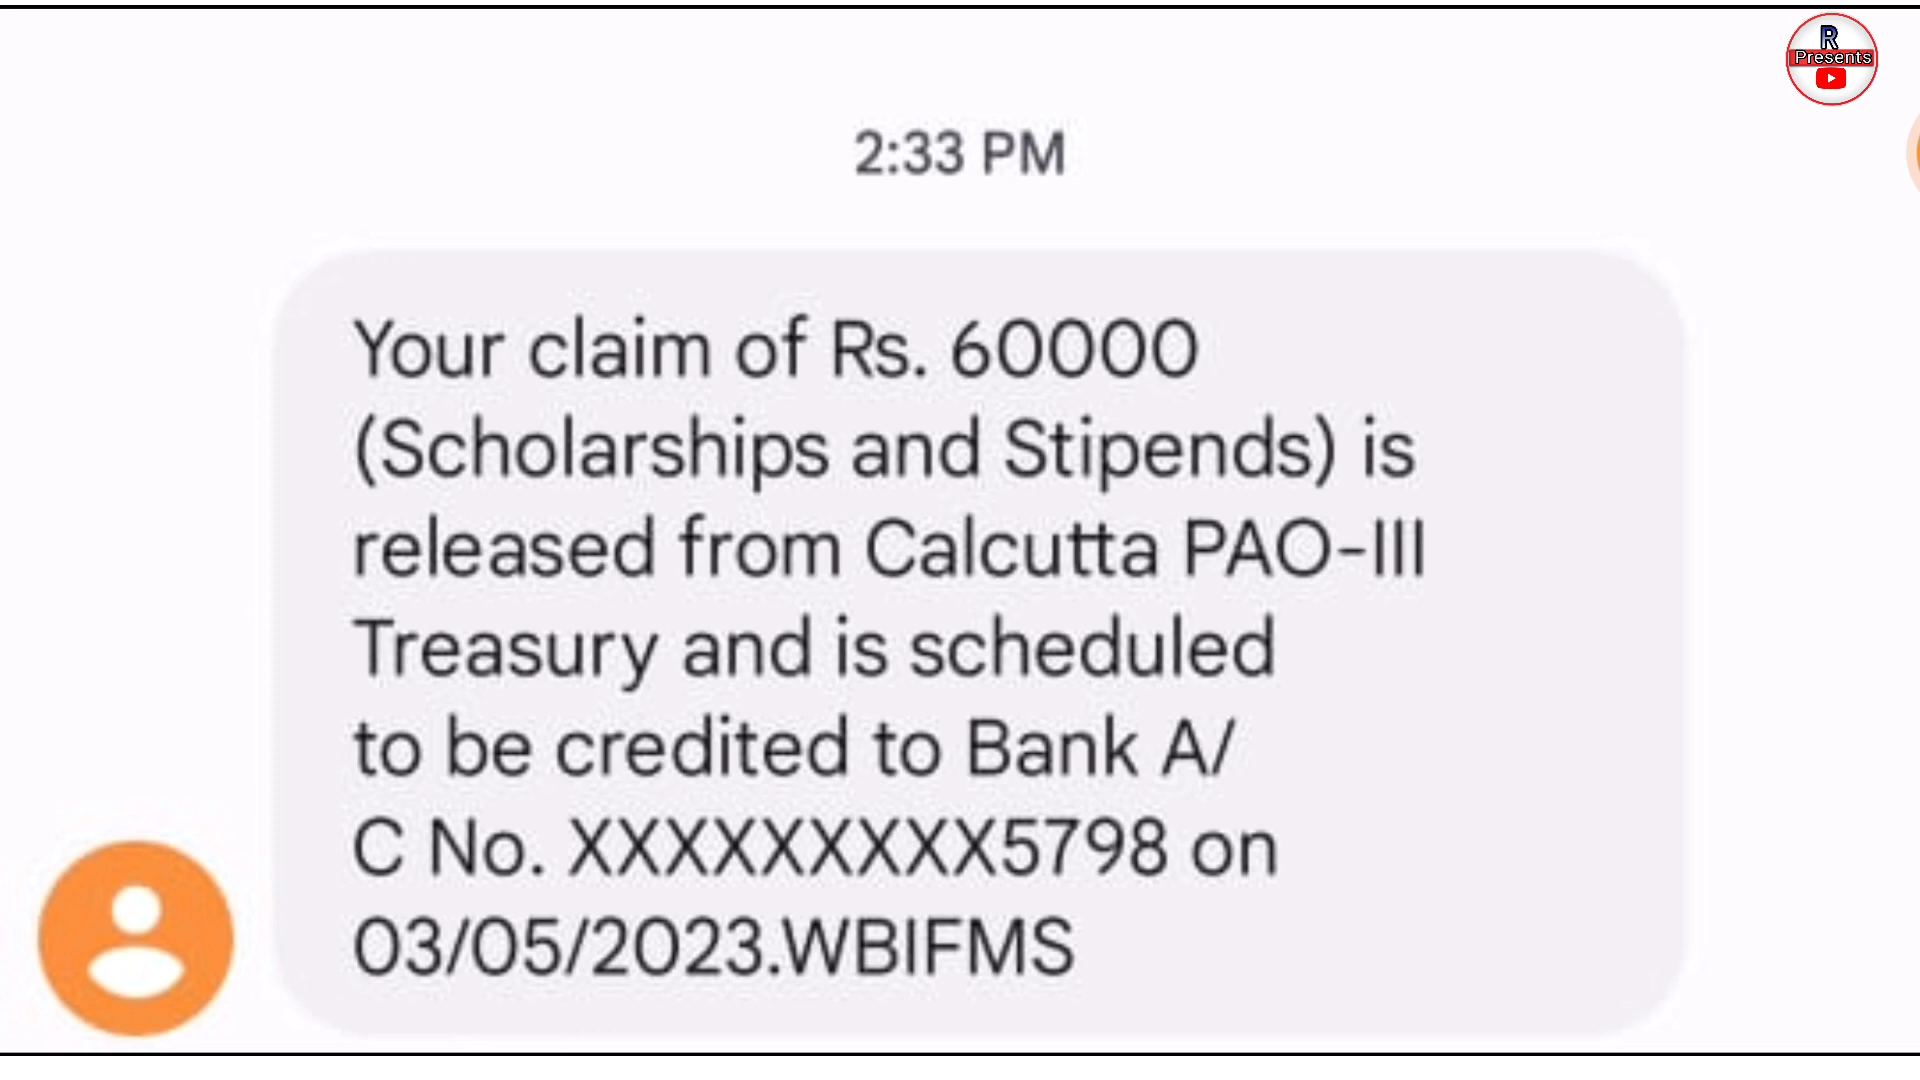 R
Presents
2:33 PM
Your claim of Rs. 60000
(Scholarships and Stipends) is
released from Calcutta PAO-III
Treasury and is scheduled
to be credited to Bank A/
C No. XXXXXXXXX5798 on
03/05/2023.WBIFMS